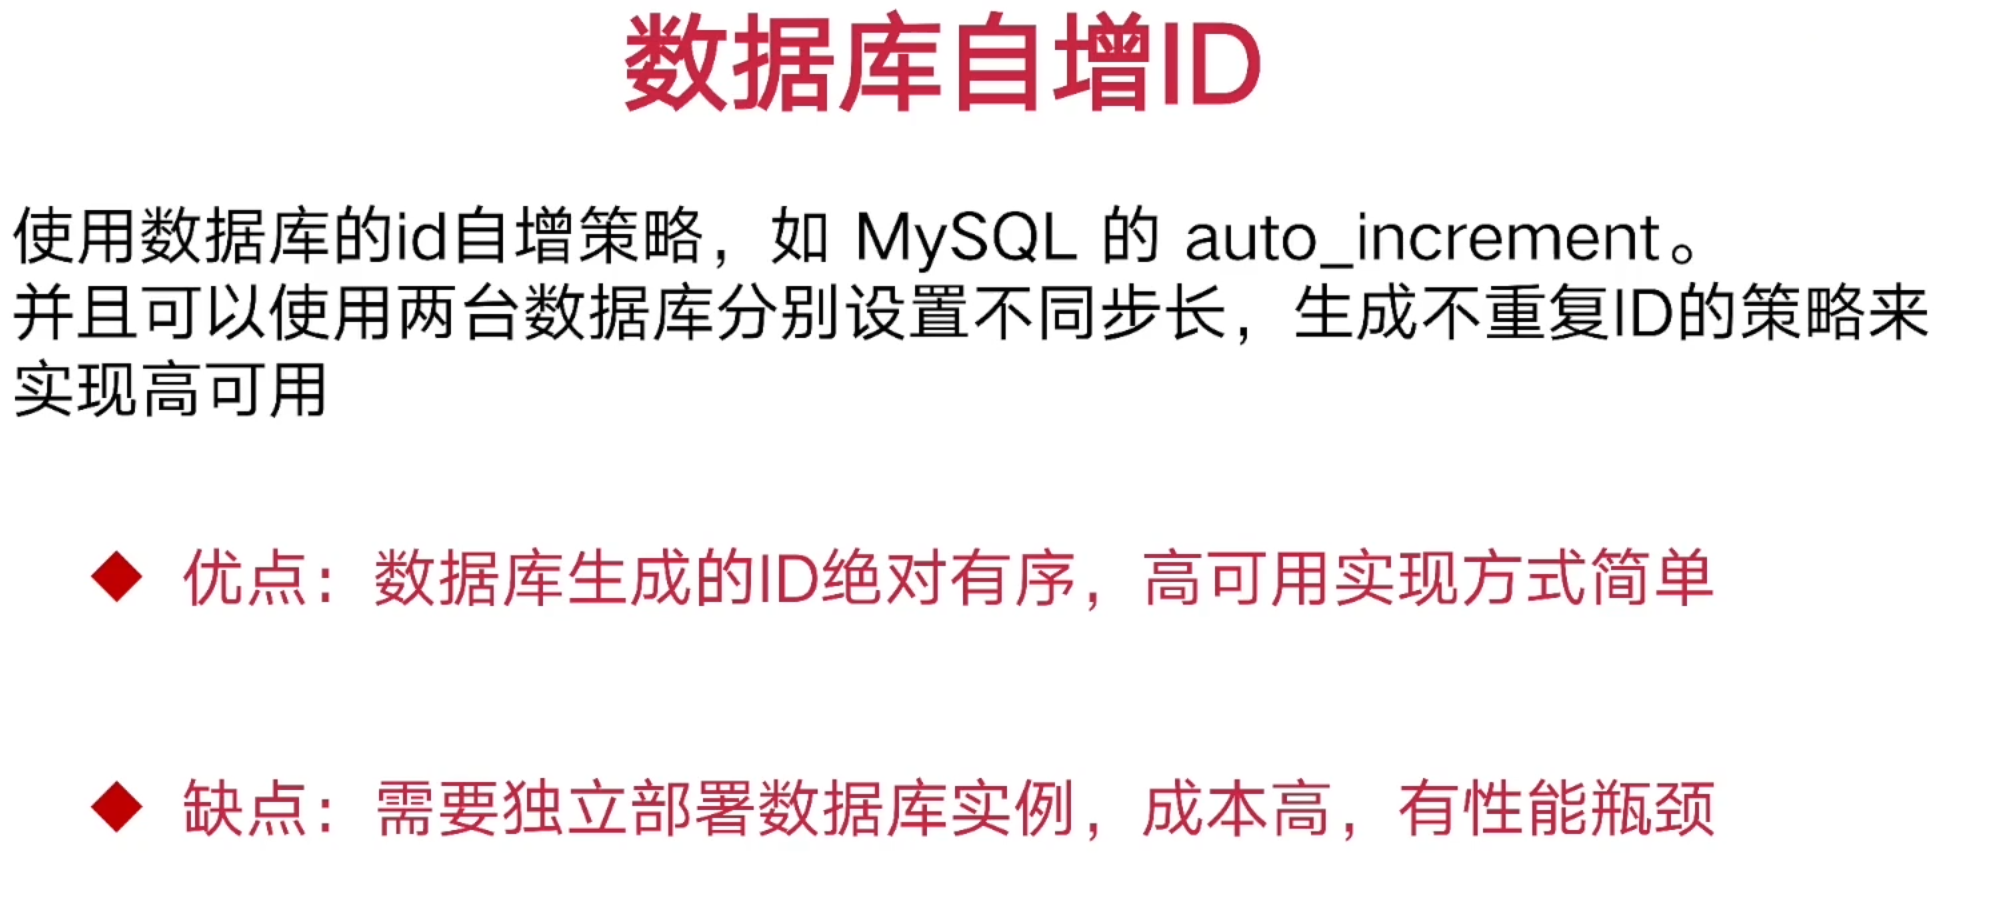 数据库自增ID
使用数据库的id自增策略，如 MySQL 的 auto_increment。
并且可以使用两台数据库分别设置不同步长，生成不重复ID的策略来
实现高可用
◆ 优点：数据库生成的ID绝对有序，高可用实现方式简单
◆ 缺点：需要独立部署数据库实例，成本高，有性能瓶颈